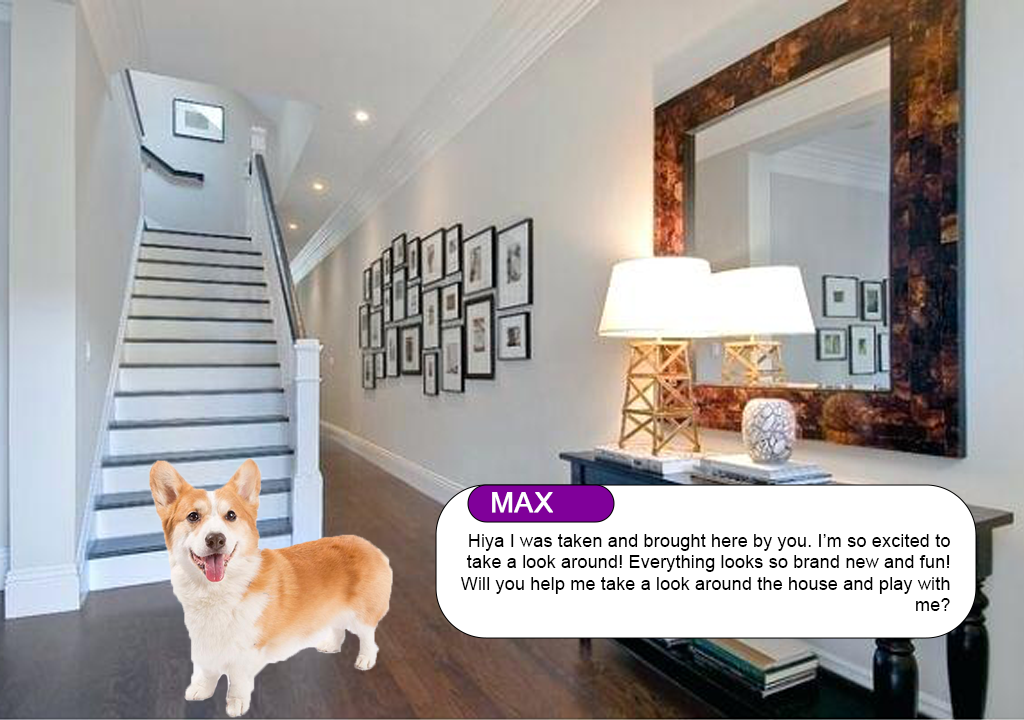 MAX
Hiya I was taken and brought here by you. I'm so excited to
take a look around! Everything looks so brand new and fun!
Will you help me take a look around the house and play with
me?